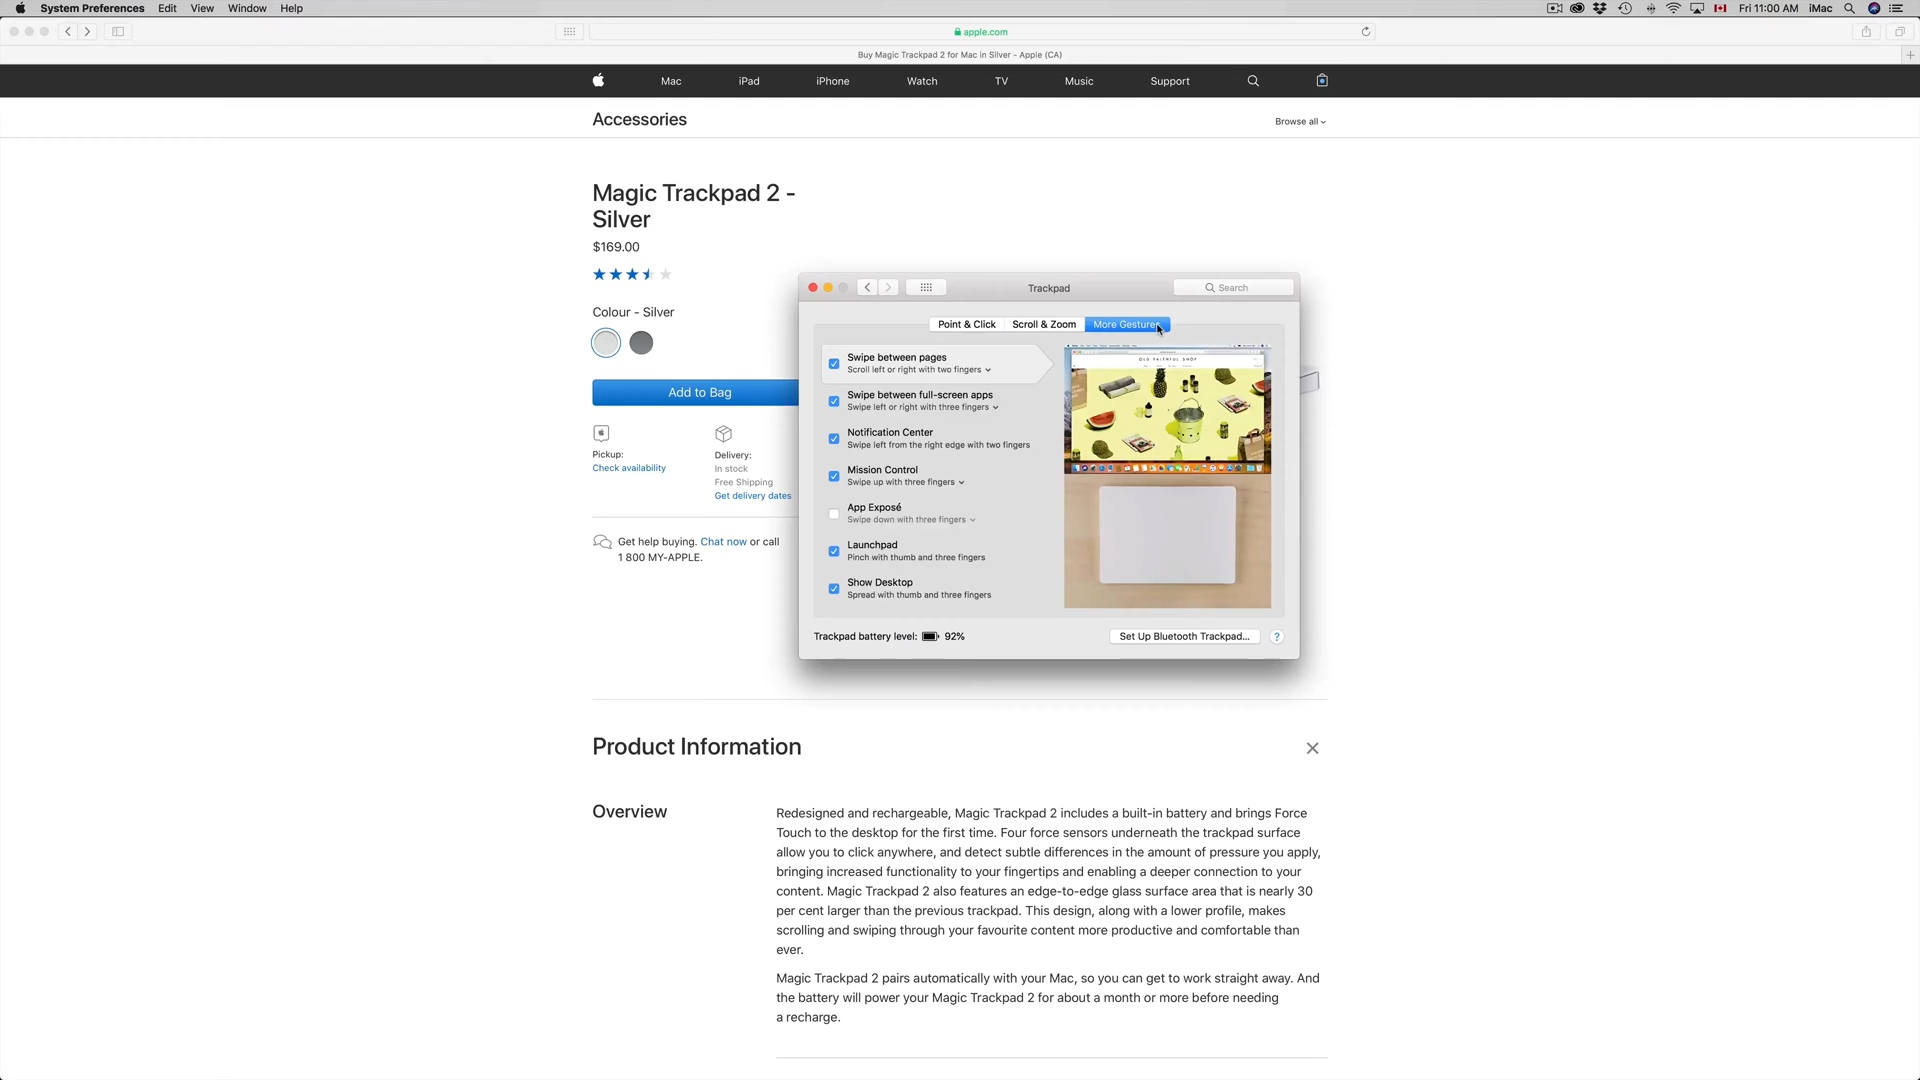 System Preferences Edit View Window Help
Fri 11:00 AM iMac
apple.com
Buy Magic Trackpad 2 for Mac in Silver - Apple (CA)
Mac iPad iPhone Watch TV Music Support
Accessories
Browse all
Magic Trackpad 2 -
Silver
$169.00
Colour - Silver
Add to Bag
Pickup:
Check availability
Delivery:
In stock
Free Shipping
Get delivery dates
Get help buying. Chat now or call
1 800 MY-APPLE.
Trackpad
Search
Point & Click Scroll & Zoom More Gestures
Swipe between pages
Scroll left or right with two fingers
Swipe between full-screen apps
Swipe left or right with three fingers
Notification Center
Swipe left from the right edge with two fingers
Mission Control
Swipe up with three fingers
App Exposé
Swipe down with three fingers
Launchpad
Pinch with thumb and three fingers
Show Desktop
Spread with thumb and three fingers
OLD FAITHFUL SHOP
Trackpad battery level: 92%
Set Up Bluetooth Trackpad...
?
Product Information
Overview
Redesigned and rechargeable, Magic Trackpad 2 includes a built-in battery and brings Force
Touch to the desktop for the first time. Four force sensors underneath the trackpad surface
allow you to click anywhere, and detect subtle differences in the amount of pressure you apply,
bringing increased functionality to your fingertips and enabling a deeper connection to your
content. Magic Trackpad 2 also features an edge-to-edge glass surface area that is nearly 30
per cent larger than the previous trackpad. This design, along with a lower profile, makes
scrolling and swiping through your favourite content more productive and comfortable than
ever.
Magic Trackpad 2 pairs automatically with your Mac, so you can get to work straight away. And
the battery will power your Magic Trackpad 2 for about a month or more before needing
a recharge.